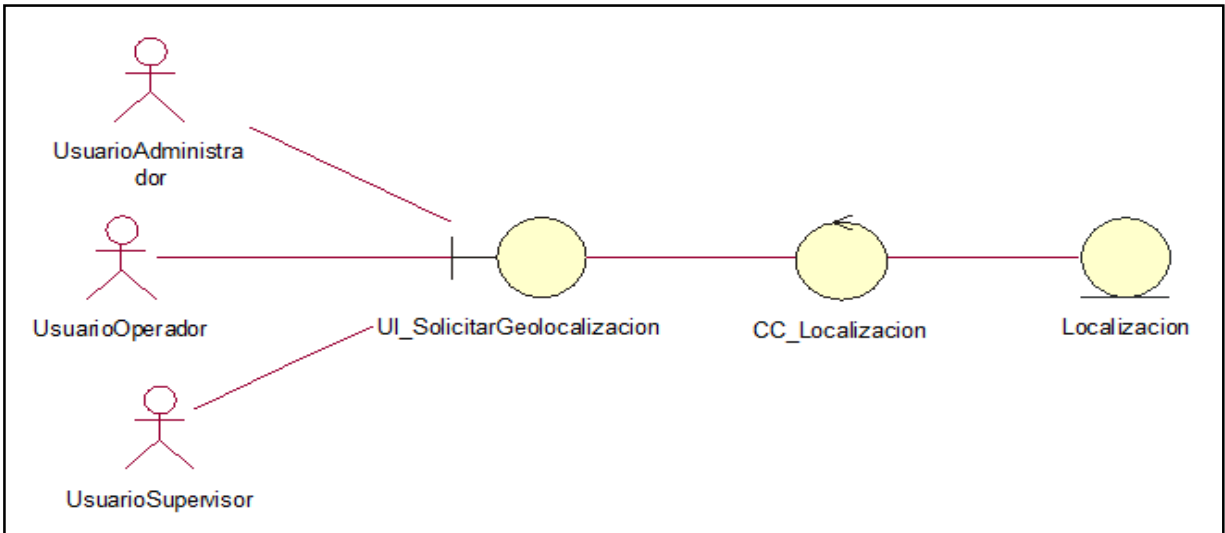 UsuarioAdministra
dor
UsuarioOperador
UI_SolicitarGeolocalizacion
CC_Localizacion
Localizacion
UsuarioSupervisor